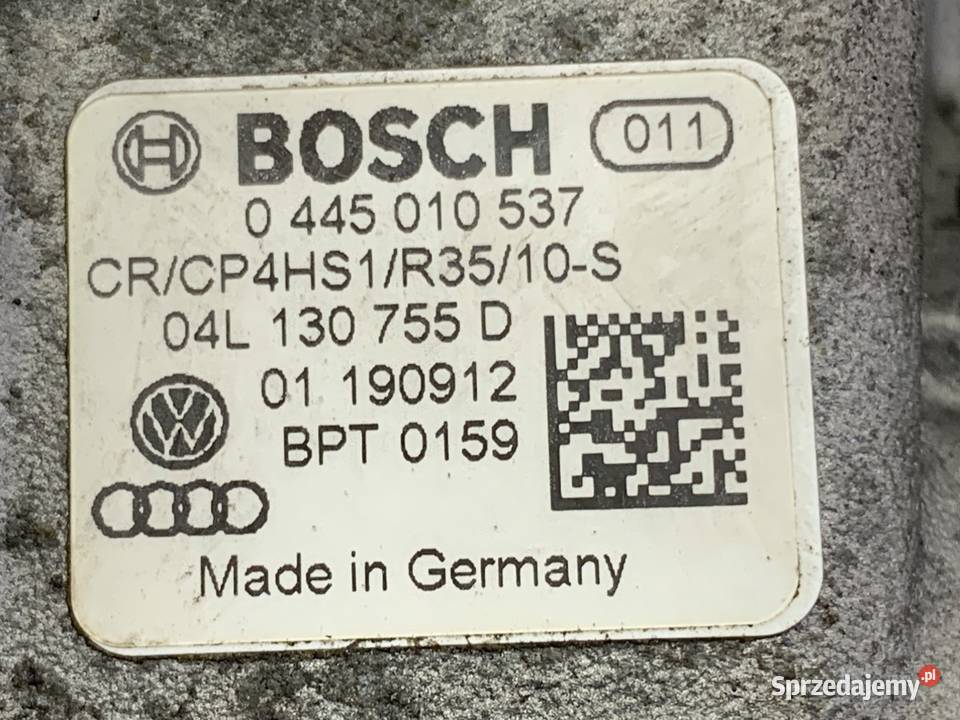 BOSCH 011
0 445 010 537
CR/CP4HS1/R35/10-S
04L 130 755 D
01 190912
BPT 0159
Made in Germany
Sprzedajemy.pl